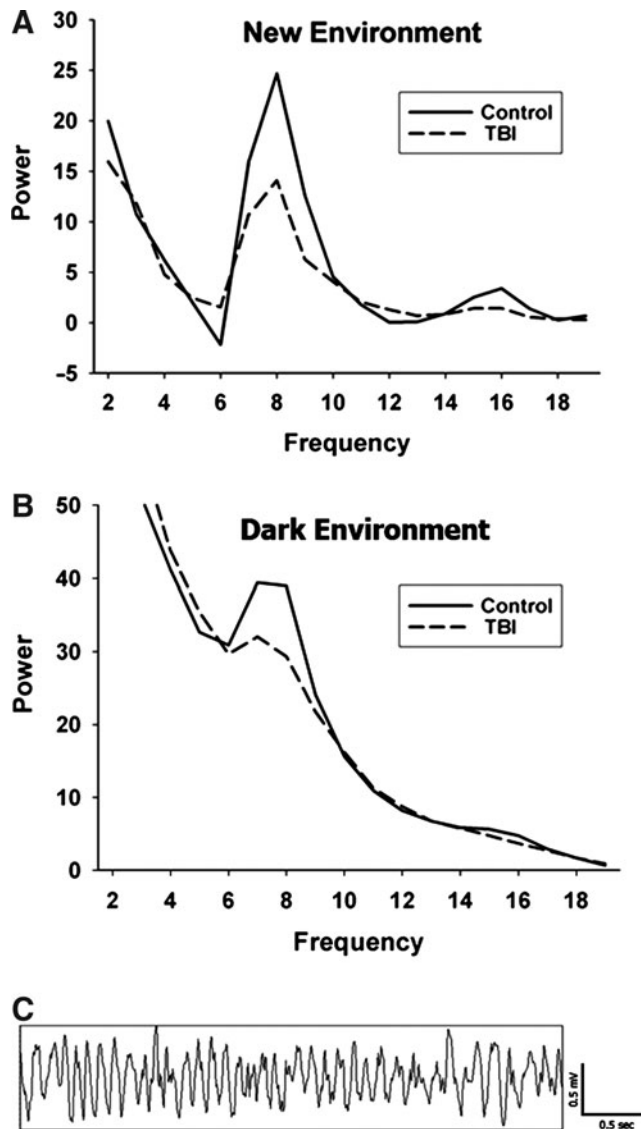 A
New Environment
30
25
20
15
10
5
0
-5
Power
Control
TBI
2 4 6 8 10 12 14 16 18
Frequency
B
Dark Environment
50
40
30
20
10
0
Power
Control
TBI
2 4 6 8 10 12 14 16 18
Frequency
C
0.5 mV
0.5 sec